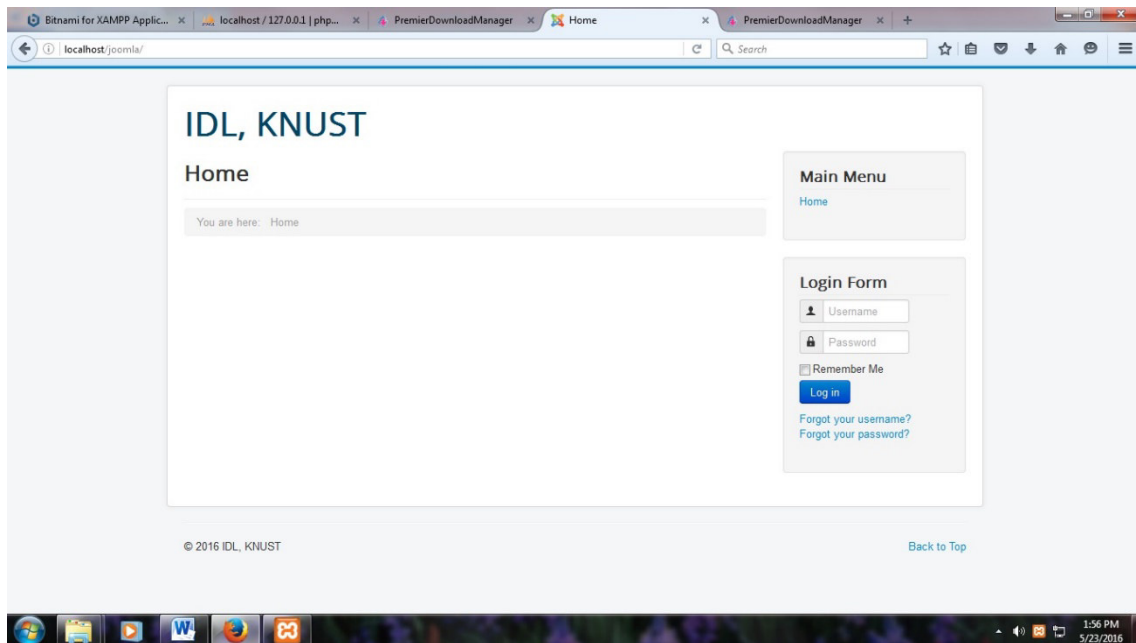 Bitnami for XAMPP Applic... localhost / 127.0.0.1 | php... PremierDownloadManager Home PremierDownloadManager
localhost/joomla/ Search
IDL, KNUST
Home
You are here: Home
Main Menu
Home
Login Form
Username
Password
Remember Me
Log in
Forgot your username?
Forgot your password?
© 2016 IDL, KNUST Back to Top
1:56 PM
5/23/2016